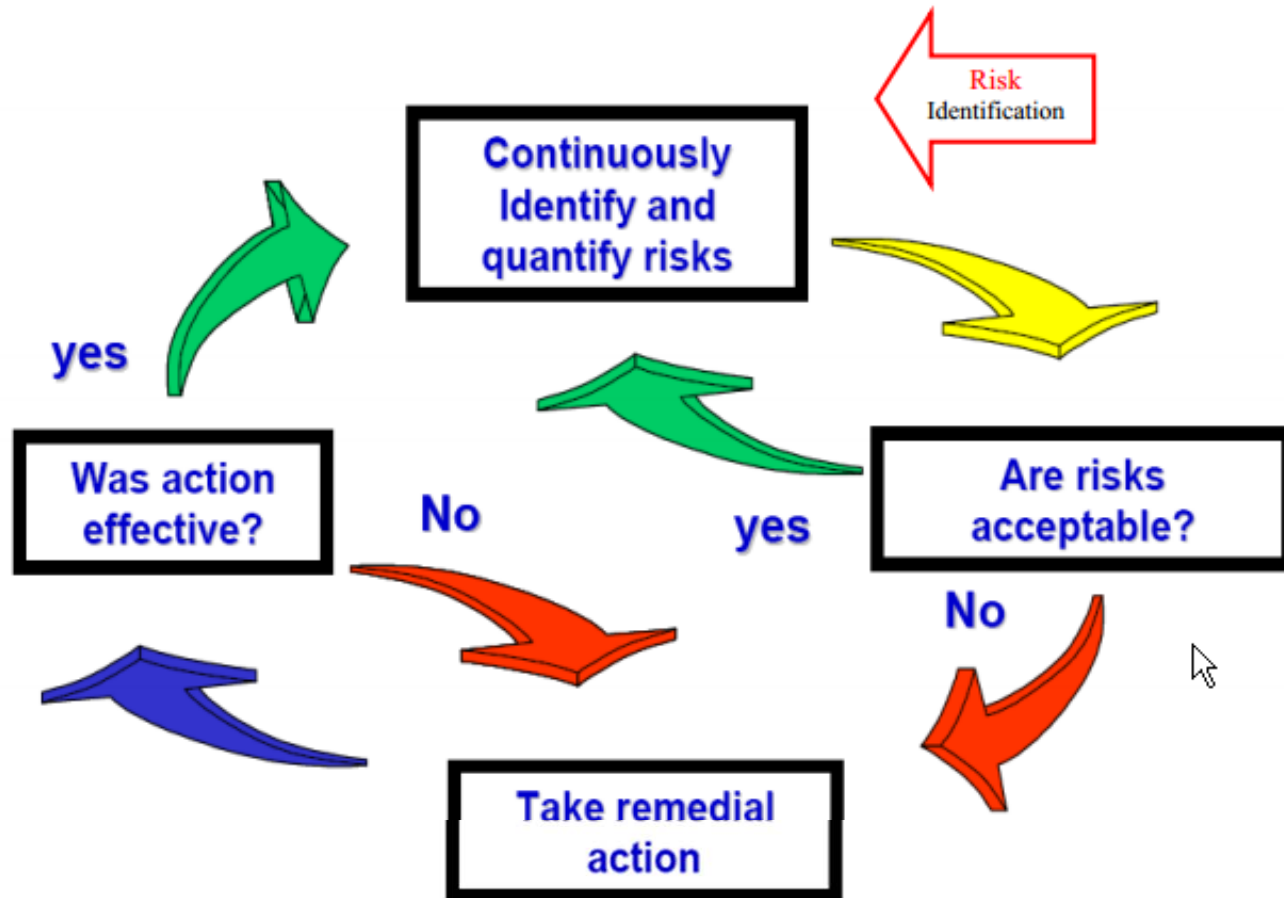 Risk
Identification
Continuously
Identify and
quantify risks
yes
Was action
effective?
No
yes
Are risks
acceptable?
No
Take remedial
action